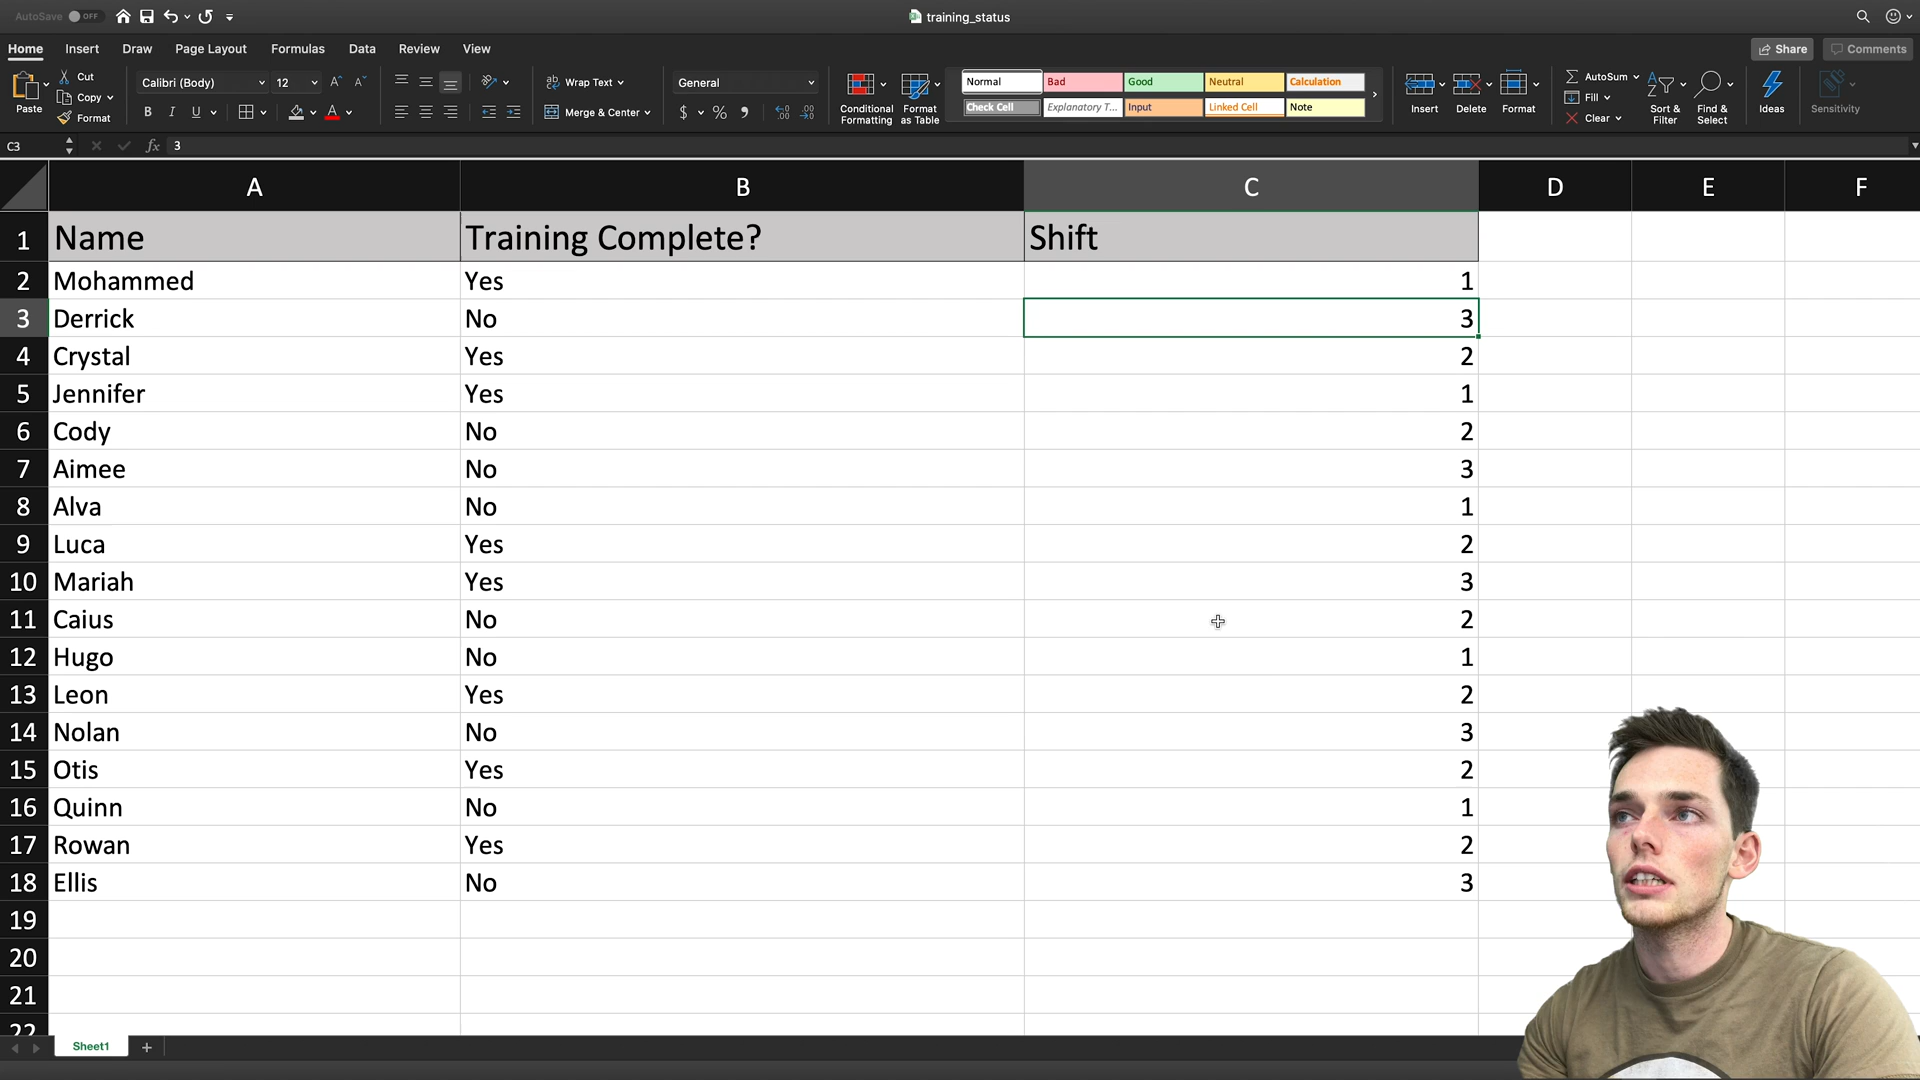 AutoSave OFF training_status
Home Insert Draw Page Layout Formulas Data Review View Share Comments
Paste Cut Copy Format
Calibri (Body) 12 A A
B I U A
Wrap Text
Merge & Center
General
$ % ,
Conditional Formatting
Format as Table
Normal Bad Good Neutral Calculation
Check Cell Explanatory T... Input Linked Cell Note
Insert Delete Format
AutoSum
Fill
Clear
Sort & Filter
Find & Select
Ideas
Sensitivity
C3 fx 3
A B C D E F
1 Name Training Complete? Shift
2 Mohammed Yes 1
3 Derrick No 3
4 Crystal Yes 2
5 Jennifer Yes 1
6 Cody No 2
7 Aimee No 3
8 Alva No 1
9 Luca Yes 2
10 Mariah Yes 3
11 Caius No 2
12 Hugo No 1
13 Leon Yes 2
14 Nolan No 3
15 Otis Yes 2
16 Quinn No 1
17 Rowan Yes 2
18 Ellis No 3
19
20
21
22
Sheet1